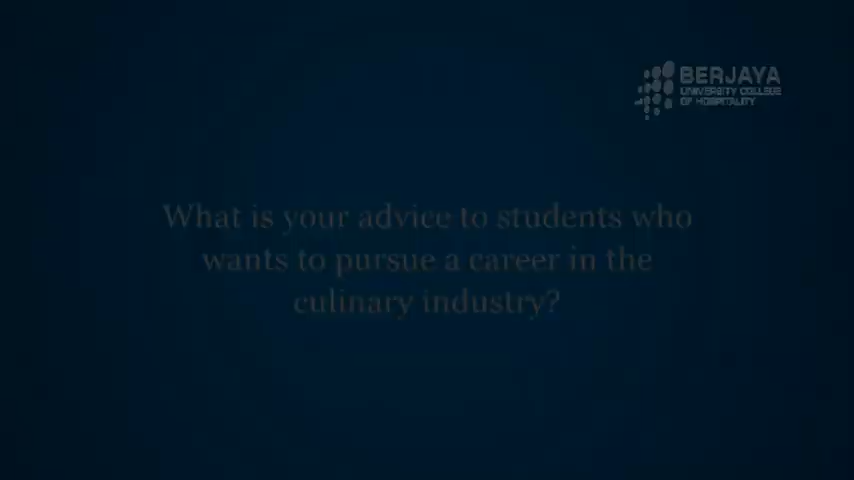 BERJAYA
UNIVERSITY COLLEGE
OF HOSPITALITY
What is your advice to students who
wants to pursue a career in the
culinary industry?